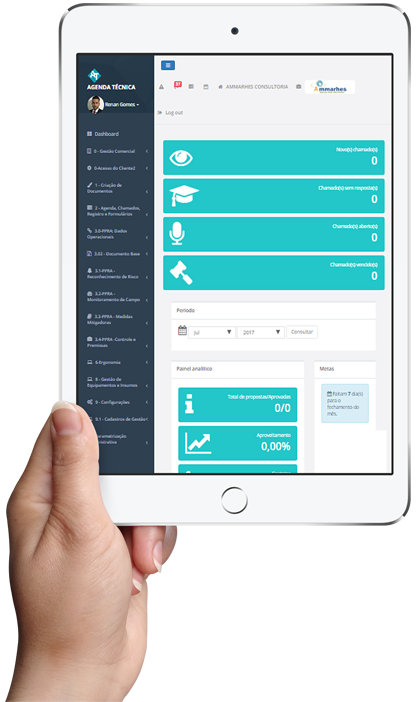 AT
AGENDA TÉCNICA
Renan Gomes
Dashboard
0 - Gestão Comercial
0-Acesso do Cliente2
1 - Criação de
Documentos
2 - Agenda, Chamados,
Registro e Formulários
3.0-PPRA: Dados
Operacionais
3.02 - Documento Base
3.1-PPRA -
Reconhecimento de Risco
3.2-PPRA -
Monitoramento de Campo
3.3-PPRA - Medidas
Mitigadoras
3.4-PPRA -Controle e
Premissas
6-Ergonomia
8 - Gestão de
Equipamentos e Insumos
9 - Configurações
9.1 - Cadastros de Gestão
37
AMMARHES CONSULTORIA
Ammarhes
Log out
Novo(s) chamado(s)
0
Chamado(s) sem resposta(s)
0
Chamado(s) aberto(s)
0
Chamado(s) vencido(s)
0
Período
Jul
2017
Consultar
Painel analítico
Total de propostas/Aprovadas
0/0
Aproveitamento
0,00%
Metas
Faltam 7 dia(s)
para o
fechamento do
mês.